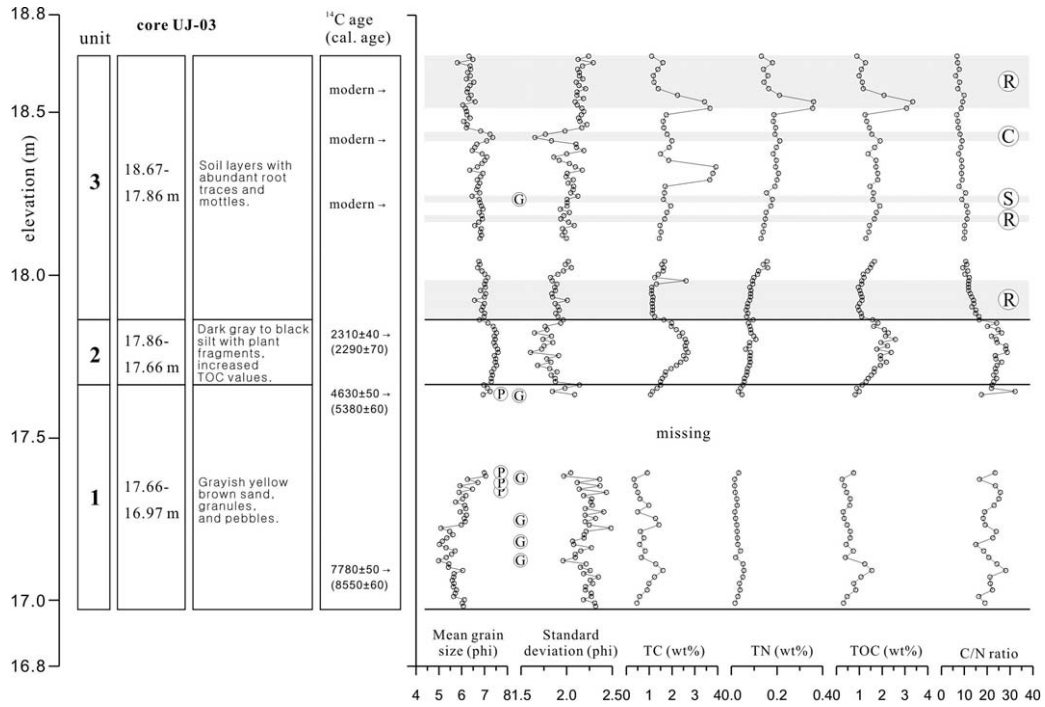 core UJ-03
unit
¹⁴C age
(cal. age)
elevation (m)
18.8
18.5
18.0
17.5
17.0
16.8
3
18.67-
17.86 m
Soil layers with
abundant root
traces and
mottles.
modern→
modern→
modern→
2
17.86-
17.66 m
Dark gray to black
silt with plant
fragments,
increased
TOC values.
2310±40→
(2290±70)
1
17.66-
16.97 m
Grayish yellow
brown sand,
granules,
and pebbles.
4630±50→
(5380±60)
7780±50→
(8550±60)
R
C
G
S
R
R
P G
missing
P
P
P
G
G
G
G
Mean grain
size (phi)
Standard
deviation (phi)
TC (wt%)
TN (wt%)
TOC (wt%)
C/N ratio
4 5 6 7 8
1.5 2.0 2.5
0 1 2 3 4
0.0 0.2 0.4
0 1 2 3 4
0 10 20 30 40